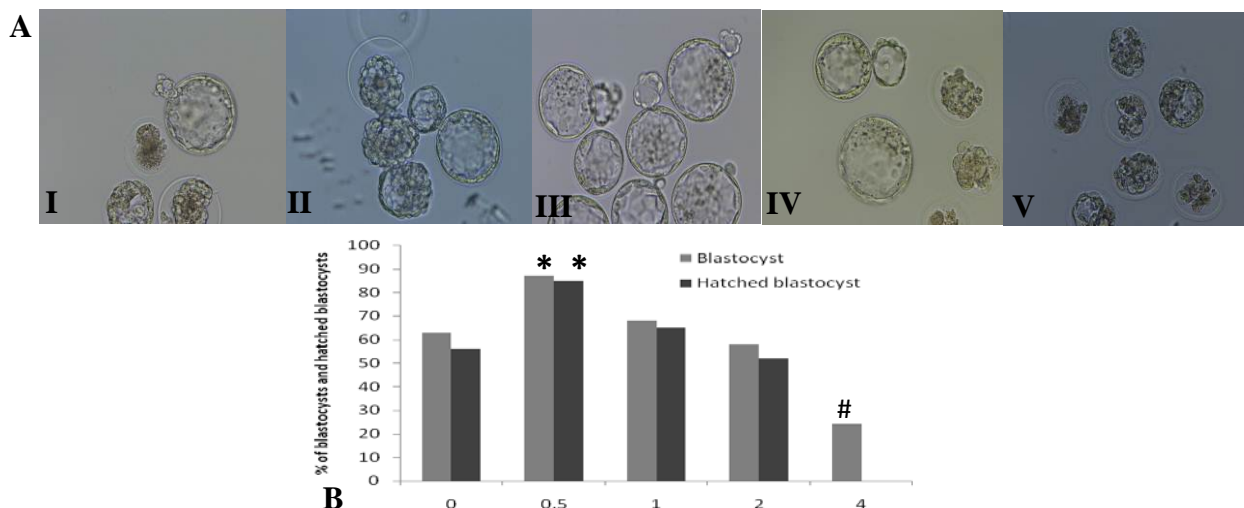 A
I II III IV V
% of blastocysts and hatched blastocysts
100
90
80
70
60
50
40
30
20
10
0
* *
#
Blastocyst
Hatched blastocyst
B
0 0.5 1 2 4